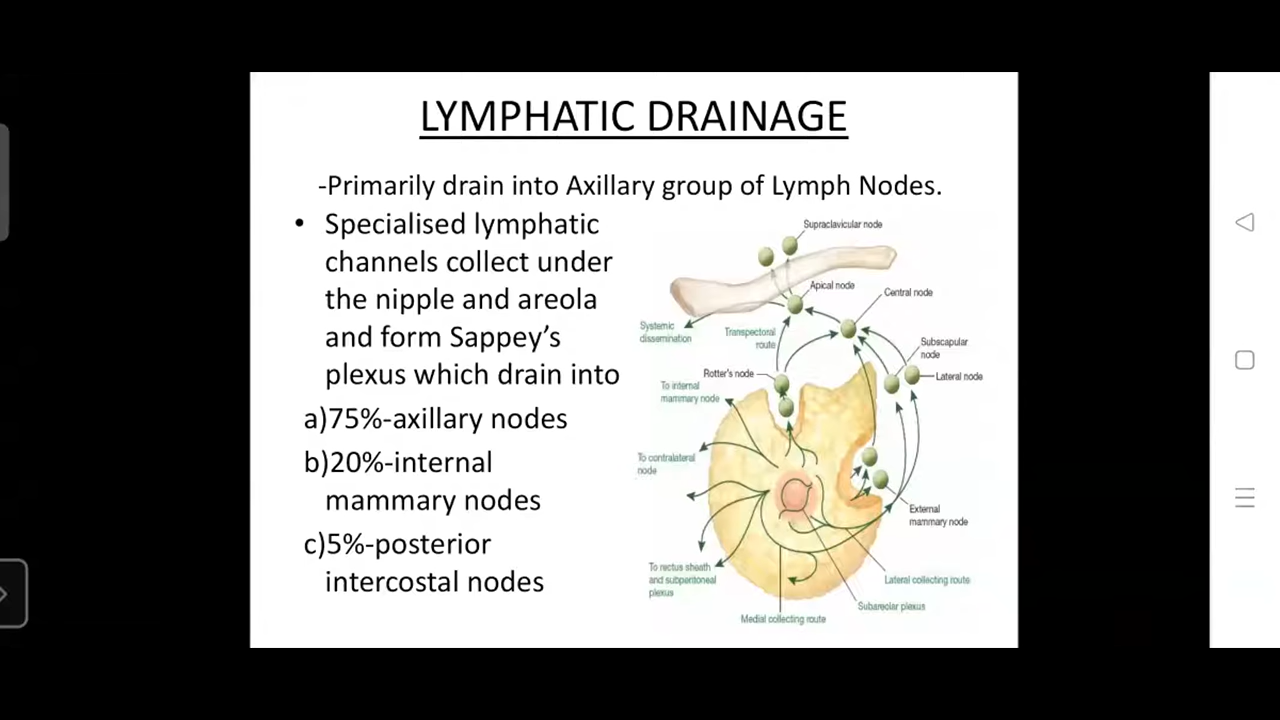 LYMPHATIC DRAINAGE
-Primarily drain into Axillary group of Lymph Nodes.
• Specialised lymphatic
channels collect under
the nipple and areola
and form Sappey’s
plexus which drain into
a)75%-axillary nodes
b)20%-internal
mammary nodes
c)5%-posterior
intercostal nodes
Supraclavicular node
Apical node
Central node
Systemic
dissemination
Transpectoral
route
Subscapular
node
Rotter's node
Lateral node
To internal
mammary node
To contralateral
node
External
mammary node
To rectus sheath
and subperitoneal
plexus
Lateral collecting route
Subareolar plexus
Medial collecting route